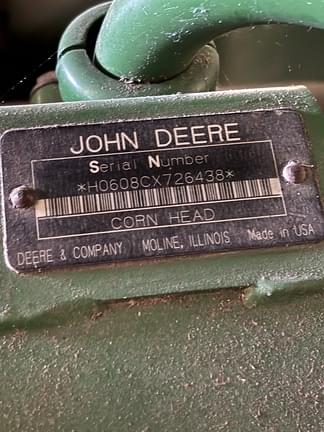 JOHN DEERE
Serial Number
*H0608CX726438*
CORN HEAD
DEERE & COMPANY MOLINE, ILLINOIS Made in USA